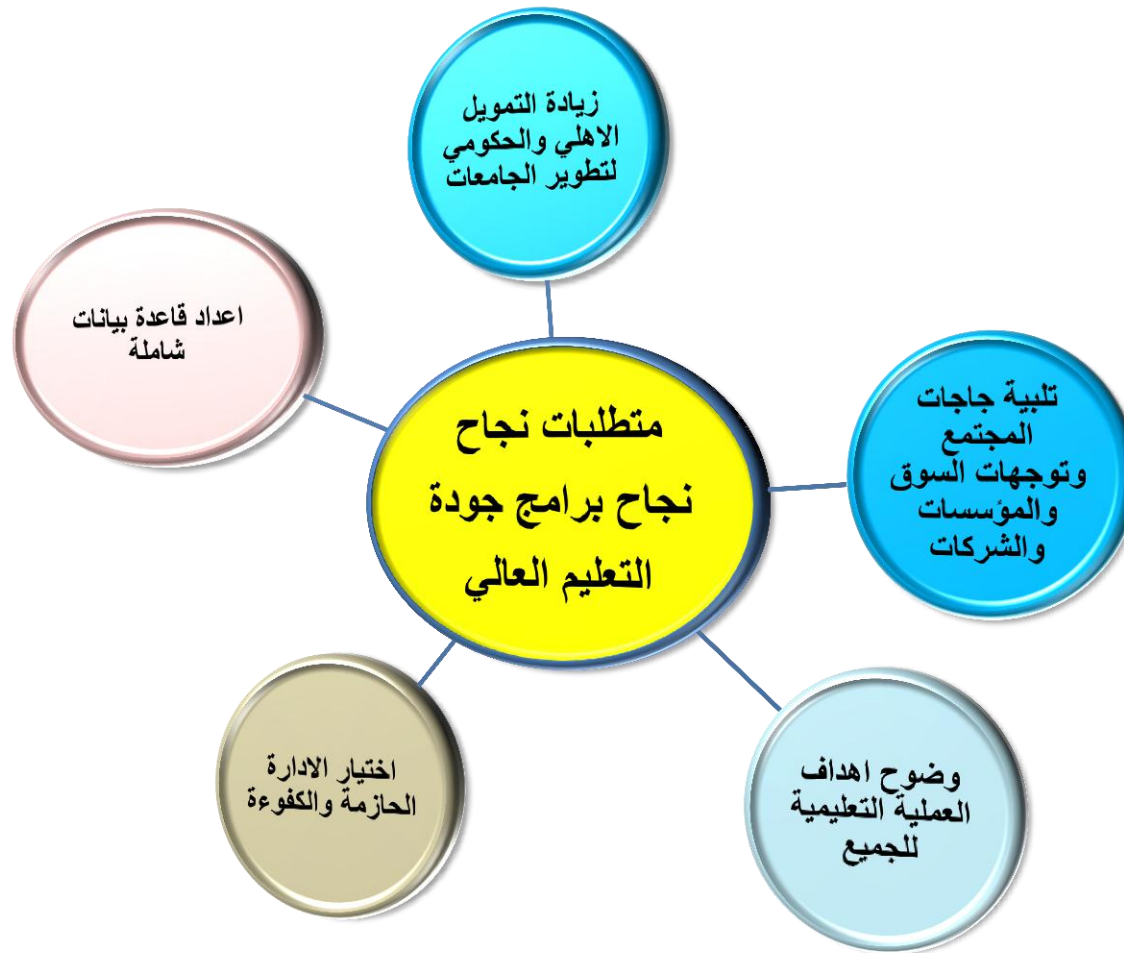 زيادة التمويل
الاهلي والحكومي
لتطوير الجامعات
تلبية جاجات
المجتمع
وتوجهات السوق
والمؤسسات
والشركات
اعداد قاعدة بيانات
شاملة
متطلبات نجاح
نجاح برامج جودة
التعليم العالي
وضوح اهداف
العملية التعليمية
للجميع
اختيار الادارة
الحازمة والكفوءة